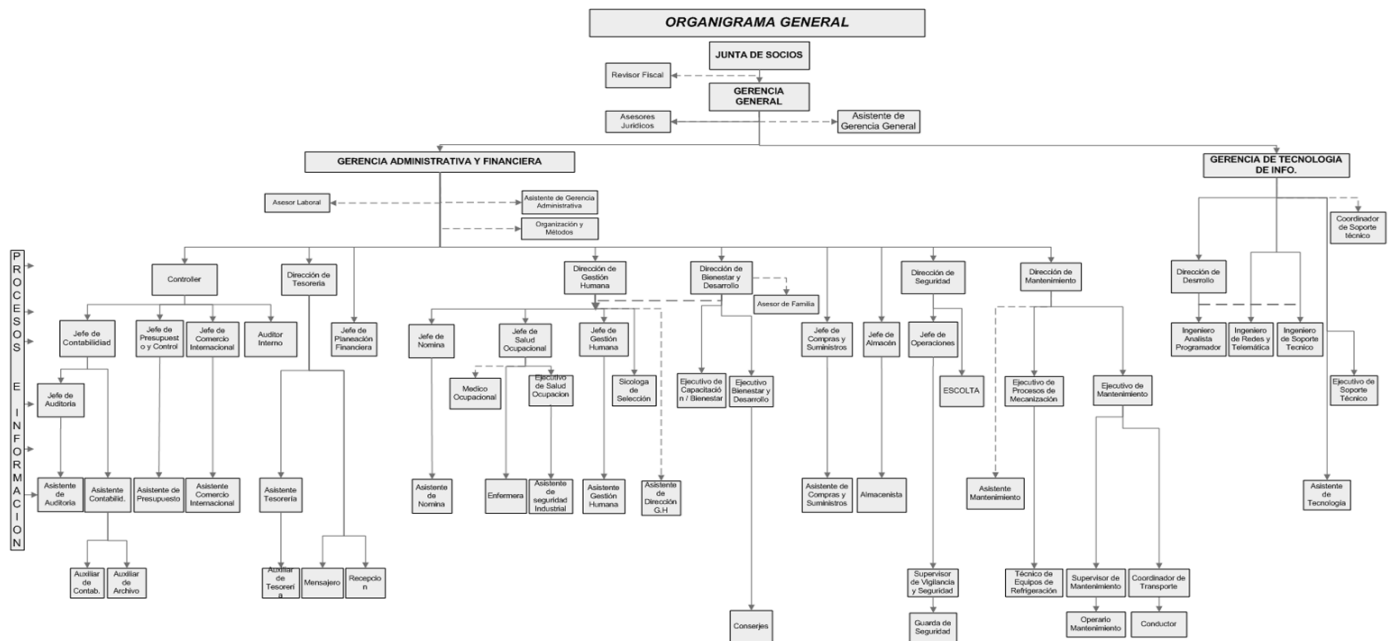 ORGANIGRAMA GENERAL
JUNTA DE SOCIOS
Revisor Fiscal
GERENCIA
GENERAL
Asesores
Juridicos
Asistente de
Gerencia General
GERENCIA ADMINISTRATIVA Y FINANCIERA
GERENCIA DE TECNOLOGIA
DE INFO.
Asesor Laboral
Asistente de Gerencia
Administrativa
Organización y
Métodos
Coordinador
de Soporte
técnico
PROCESOS E INFORMACION
Controller
Dirección de
Tesoreria
Dirección de
Gestión
Humana
Dirección de
Bienestar y
Desarrollo
Asesor de Familia
Dirección de
Seguridad
Dirección de
Mantenimiento
Dirección de
Desrrollo
Jefe de
Contabilidiad
Jefe de
Presupuest
o y Control
Jefe de
Comercio
Internacional
Auditor
Interno
Jefe de
Planeación
Financiera
Jefe de
Nomina
Jefe de
Salud
Ocupacional
Jefe de
Gestión
Humana
Jefe de
Compras y
Suministros
Jefe de
Almacén
Jefe de
Operaciones
Ingeniero
Analista
Programador
Ingeniero
de Redes y
Telemática
Ingeniero
de Soporte
Tecnico
Jefe de
Auditoria
Medico
Ocupacional
Ejecutivo
de Salud
Ocupacion
Sicologa
de
Selección
Ejecutivo de
Capacitació
n / Bienestar
Ejecutivo
Bienestar y
Desarrollo
ESCOLTA
Ejecutivo de
Procesos de
Mecanización
Ejecutivo de
Mantenimiento
Ejecutivo de
Soporte
Técnico
Asistente
de
Auditoria
Asistente
Contabilid.
Asistente de
Presupuesto
Asistente
Comercio
Internacional
Asistente
Tesoreria
Asistente
de
Nomina
Enfermera
Asistente
de
seguridad
Industrial
Asistente
Gestión
Humana
Asistente
de
Dirección
G.H
Asistente de
Compras y
Suministros
Almacenista
Asistente
Mantenimiento
Asistente
de
Tecnología
Auxiliar
de
Contab.
Auxiliar
de
Archivo
Auxiliar
de
Tesorerí
a
Mensajero
Recepcio
n
Conserjes
Supervisor
de Vigilancia
y Seguridad
Guarda de
Seguridad
Técnico de
Equipos de
Refrigeración
Supervisor de
Mantenimiento
Operario
Mantenimiento
Coordinador de
Transporte
Conductor